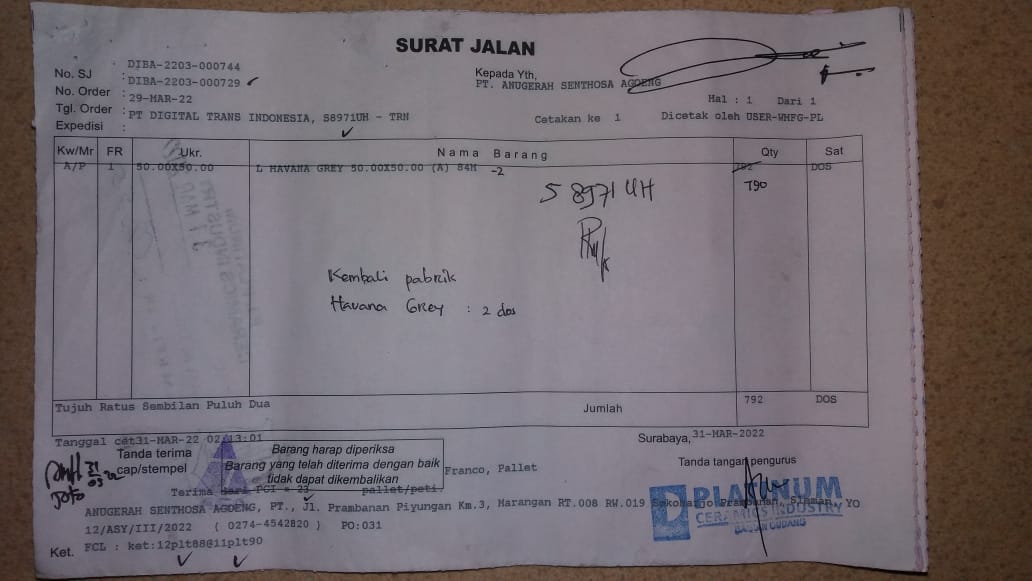 SURAT JALAN
No. SJ : DIBA-2203-000744
No. Order : DIBA-2203-000729
Tgl. Order : 29-MAR-22
Expedisi : PT DIGITAL TRANS INDONESIA, S8971UH - TRN
Kepada Yth,
PT. ANUGERAH SENTHOSA AGOENG
Hal : 1 Dari 1
Cetakan ke 1 Dicetak oleh USER-WHFG-PL
Kw/Mr FR Ukr. Nama Barang Qty Sat
A/P 1 50.00X50.00 L HAVANA GREY 50.00X50.00 (A) 84M -2 792 DOS
790
S 8971 UH
Kembali pabrik
Havana Grey : 2 dos
Tujuh Ratus Sembilan Puluh Dua Jumlah 792 DOS
Tanggal cet31-MAR-22 02:13:01
Surabaya, 31-MAR-2022
Tanda terima
cap/stempel
Barang harap diperiksa
Barang yang telah diterima dengan baik
tidak dapat dikembalikan
Franco, Pallet
Tanda tangan pengurus
31
03 22
Terima dari PGI = 23 pallet/peti.
ANUGERAH SENTHOSA AGOENG, PT., Jl. Prambanan Piyungan Km.3, Marangan RT.008 RW.019 Sokoharjo Prambanan, Sleman, YO
12/ASY/III/2022 ( 0274-4542820 ) PO:031
Ket. FCL : ket:12plt88@11plt90
PLATINUM
CERAMICS INDUSTRY
BAGIAN GUDANG